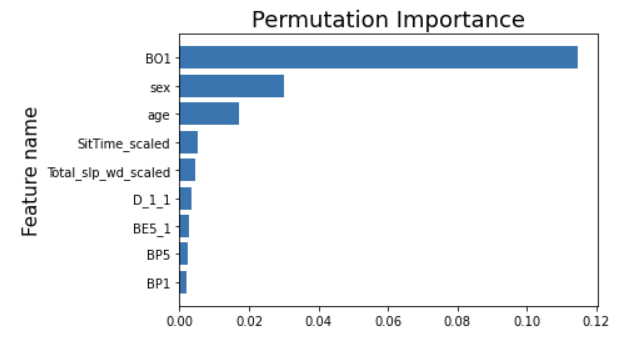 Permutation Importance
Feature name
BO1
sex
age
SitTime_scaled
Total_slp_wd_scaled
D_1_1
BE5_1
BP5
BP1
0.00 0.02 0.04 0.06 0.08 0.10 0.12